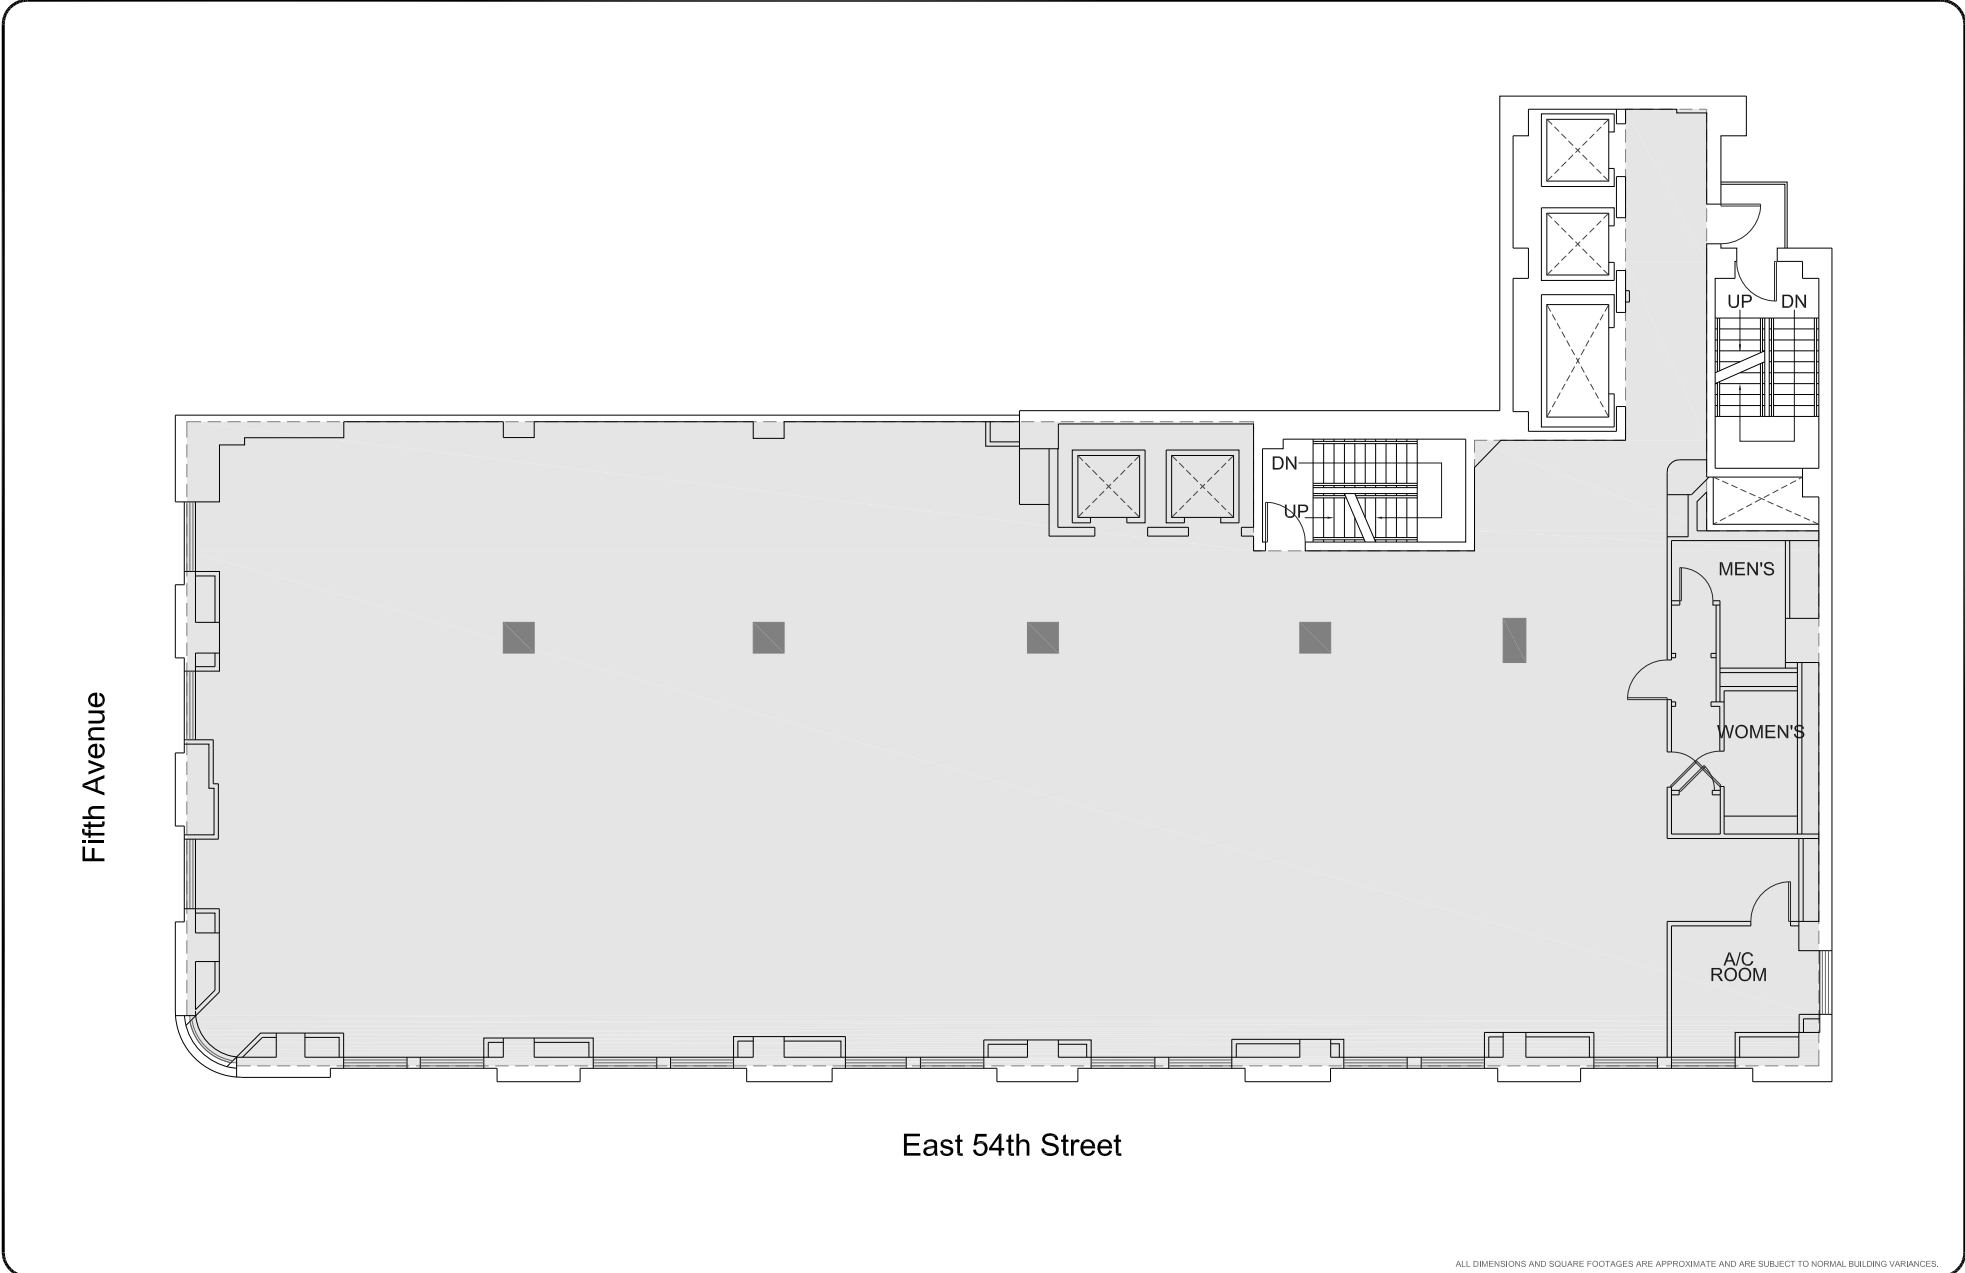 UP DN
DN
UP
MEN'S
WOMEN'S
Fifth Avenue
A/C
ROOM
East 54th Street
ALL DIMENSIONS AND SQUARE FOOTAGES ARE APPROXIMATE AND ARE SUBJECT TO NORMAL BUILDING VARIANCES.